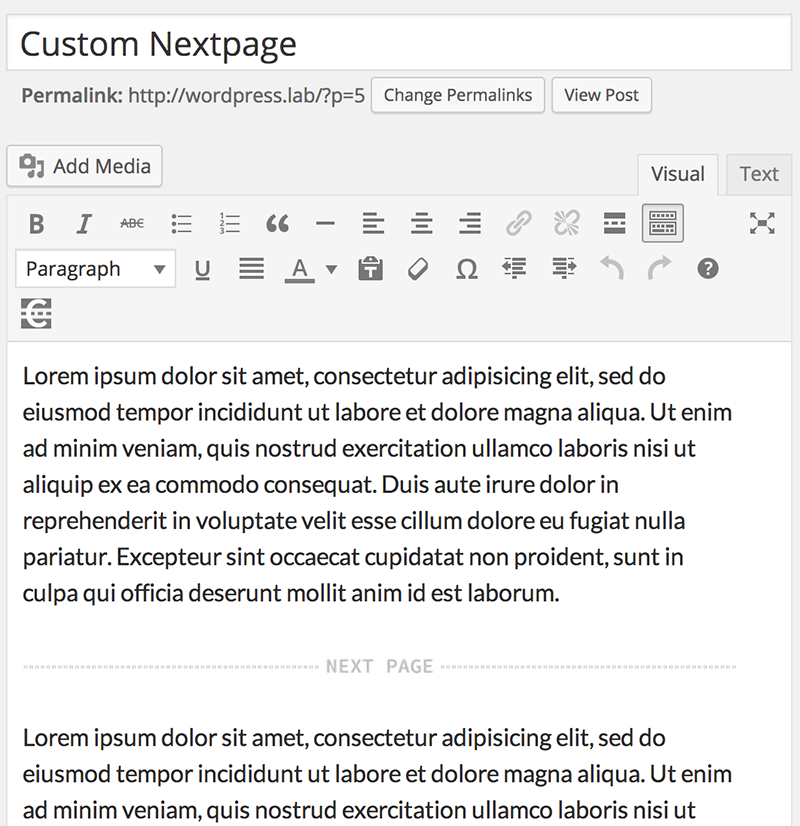 Custom Nextpage
Permalink: http://wordpress.lab/?p=5 Change Permalinks View Post
Add Media
Visual Text
B I ABC
Paragraph U A T Ω ?
Lorem ipsum dolor sit amet, consectetur adipisicing elit, sed do
eiusmod tempor incididunt ut labore et dolore magna aliqua. Ut enim
ad minim veniam, quis nostrud exercitation ullamco laboris nisi ut
aliquip ex ea commodo consequat. Duis aute irure dolor in
reprehenderit in voluptate velit esse cillum dolore eu fugiat nulla
pariatur. Excepteur sint occaecat cupidatat non proident, sunt in
culpa qui officia deserunt mollit anim id est laborum.
NEXT PAGE
Lorem ipsum dolor sit amet, consectetur adipisicing elit, sed do
eiusmod tempor incididunt ut labore et dolore magna aliqua. Ut enim
ad minim veniam, quis nostrud exercitation ullamco laboris nisi ut